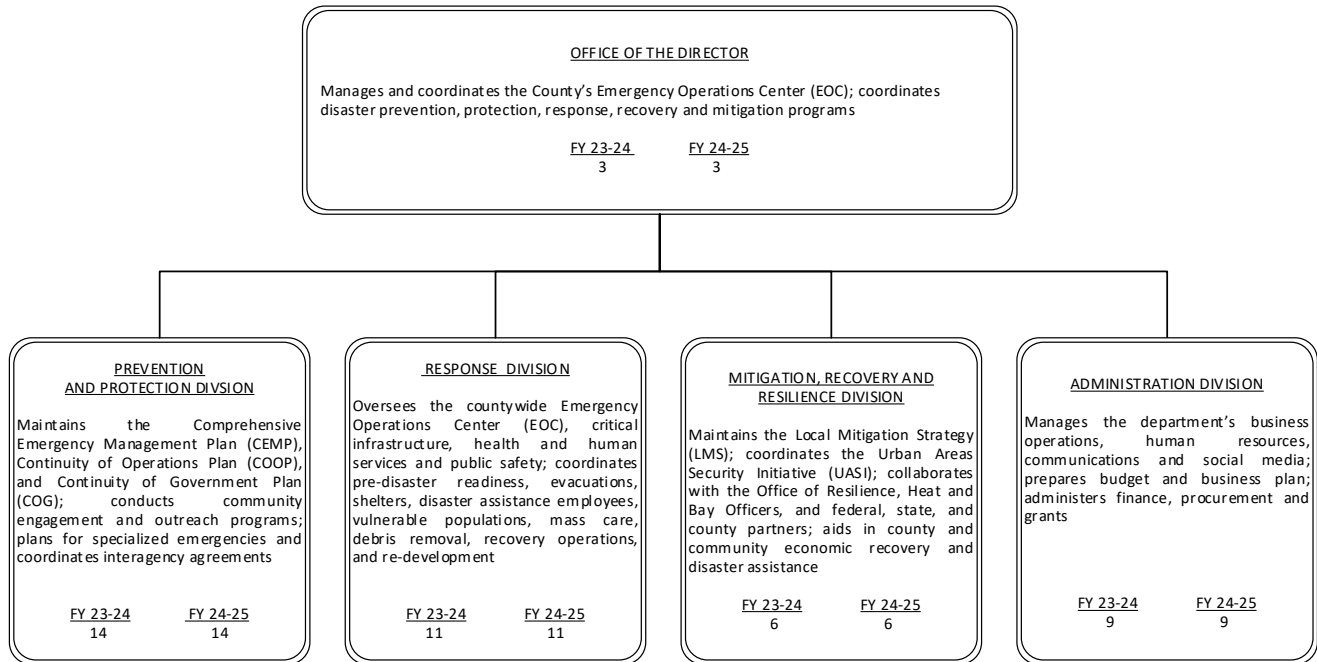 OFFICE OF THE DIRECTOR
Manages and coordinates the County's Emergency Operations Center (EOC); coordinates
disaster prevention, protection, response, recovery and mitigation programs
FY 23-24 FY 24-25
3 3
PREVENTION
AND PROTECTION DIVSION
Maintains the Comprehensive
Emergency Management Plan (CEMP),
Continuity of Operations Plan (COOP),
and Continuity of Government Plan
(COG); conducts community
engagement and outreach programs;
plans for specialized emergencies and
coordinates interagency agreements
FY 23-24 FY 24-25
14 14
RESPONSE DIVISION
Oversees the countywide Emergency
Operations Center (EOC), critical
infrastructure, health and human
services and public safety; coordinates
pre-disaster readiness, evacuations,
shelters, disaster assistance employees,
vulnerable populations, mass care,
debris removal, recovery operations,
and re-development
FY 23-24 FY 24-25
11 11
MITIGATION, RECOVERY AND
RESILIENCE DIVISION
Maintains the Local Mitigation Strategy
(LMS); coordinates the Urban Areas
Security Initiative (UASI); collaborates
with the Office of Resilience, Heat and
Bay Officers, and federal, state, and
county partners; aids in county and
community economic recovery and
disaster assistance
FY 23-24 FY 24-25
6 6
ADMINISTRATION DIVISION
Manages the department's business
operations, human resources,
communications and social media;
prepares budget and business plan;
administers finance, procurement and
grants
FY 23-24 FY 24-25
9 9